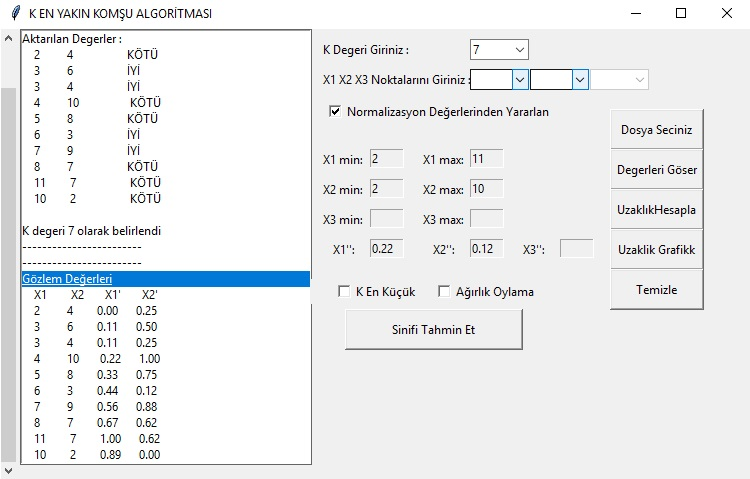 K EN YAKIN KOMŞU ALGORİTMASI
Aktarılan Degerler :
2 4 KÖTÜ
3 6 İYİ
3 4 İYİ
4 10 KÖTÜ
5 8 KÖTÜ
6 3 İYİ
7 9 İYİ
8 7 KÖTÜ
11 7 KÖTÜ
10 2 KÖTÜ
K degeri 7 olarak belirlendi
------------------------
------------------------
Gözlem Değerleri
X1 X2 X1' X2'
2 4 0.00 0.25
3 6 0.11 0.50
3 4 0.11 0.25
4 10 0.22 1.00
5 8 0.33 0.75
6 3 0.44 0.12
7 9 0.56 0.88
8 7 0.67 0.62
11 7 1.00 0.62
10 2 0.89 0.00
K Degeri Giriniz : 7
X1 X2 X3 Noktalarını Giriniz :
Normalizasyon Değerlerinden Yararlan
X1 min: 2 X1 max: 11
X2 min: 2 X2 max: 10
X3 min: X3 max:
X1'': 0.22 X2'': 0.12 X3'':
K En Küçük Ağırlık Oylama
Sinifi Tahmin Et
Dosya Seciniz
Degerleri Göser
UzaklıkHesapla
Uzaklik Grafikk
Temizle